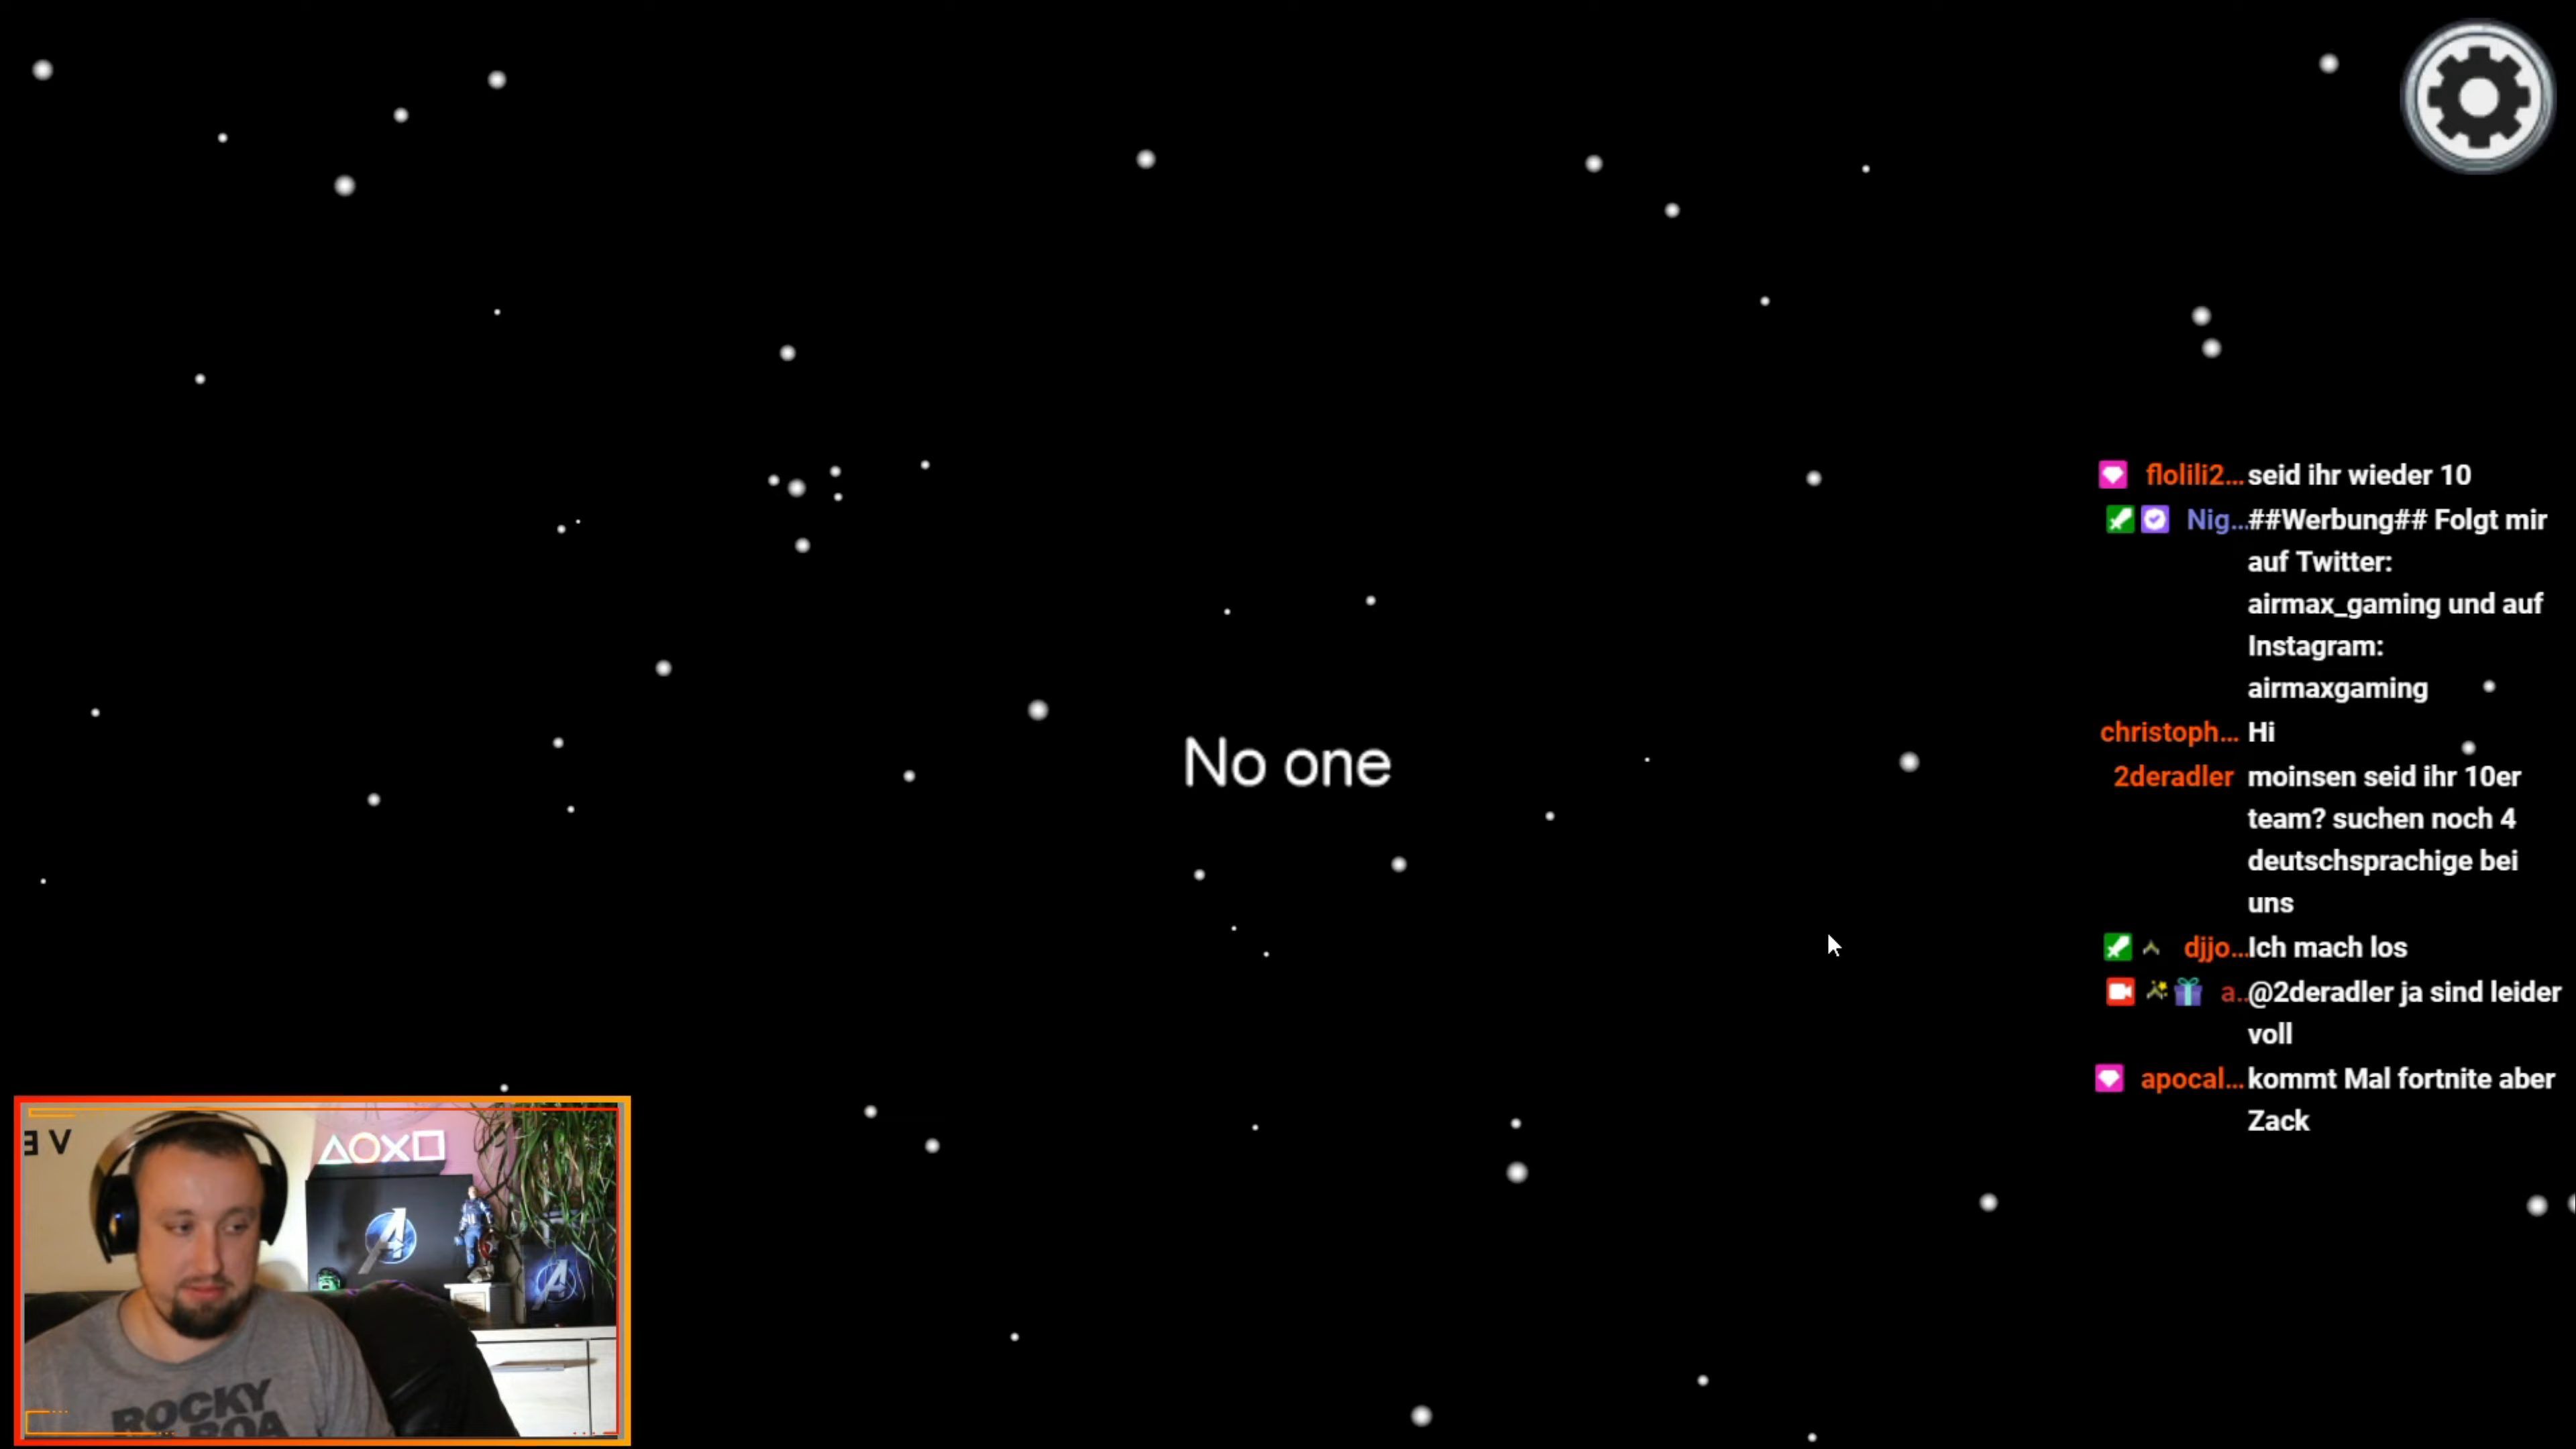 flolili2... seid ihr wieder 10
Nig... ##Werbung## Folgt mir
auf Twitter:
airmax_gaming und auf
Instagram:
airmaxgaming
christoph... Hi
No one
2deradler moinsen seid ihr 10er
team? suchen noch 4
deutschsprachige bei
uns
djjo... Ich mach los
a.. @2deradler ja sind leider
voll
apocal... kommt Mal fortnite aber
Zack
ROCKY